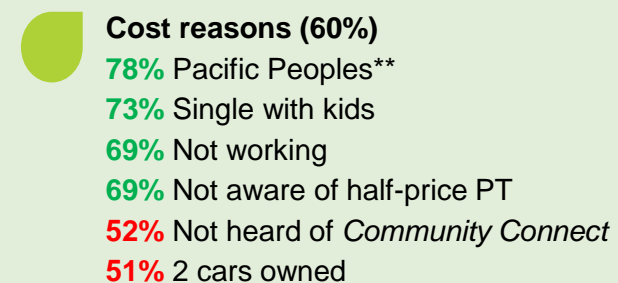 Cost reasons (60%)
78% Pacific Peoples**
73% Single with kids
69% Not working
69% Not aware of half-price PT
52% Not heard of Community Connect
51% 2 cars owned